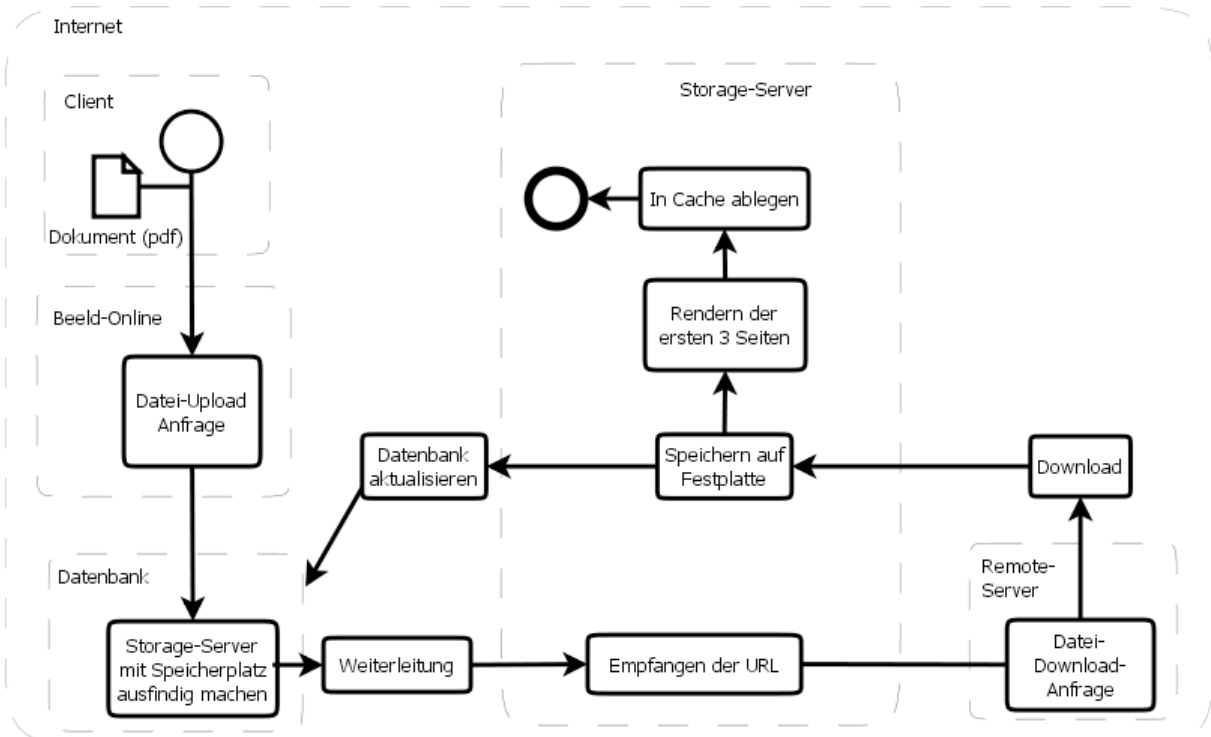 Internet
Client
Dokument (pdf)
Beeld-Online
Datei-Upload
Anfrage
Datenbank
Storage-Server
mit Speicherplatz
ausfindig machen
Weiterleitung
Storage-Server
In Cache ablegen
Rendern der
ersten 3 Seiten
Speichern auf
Festplatte
Datenbank
aktualisieren
Empfangen der URL
Download
Remote-
Server
Datei-
Download-
Anfrage